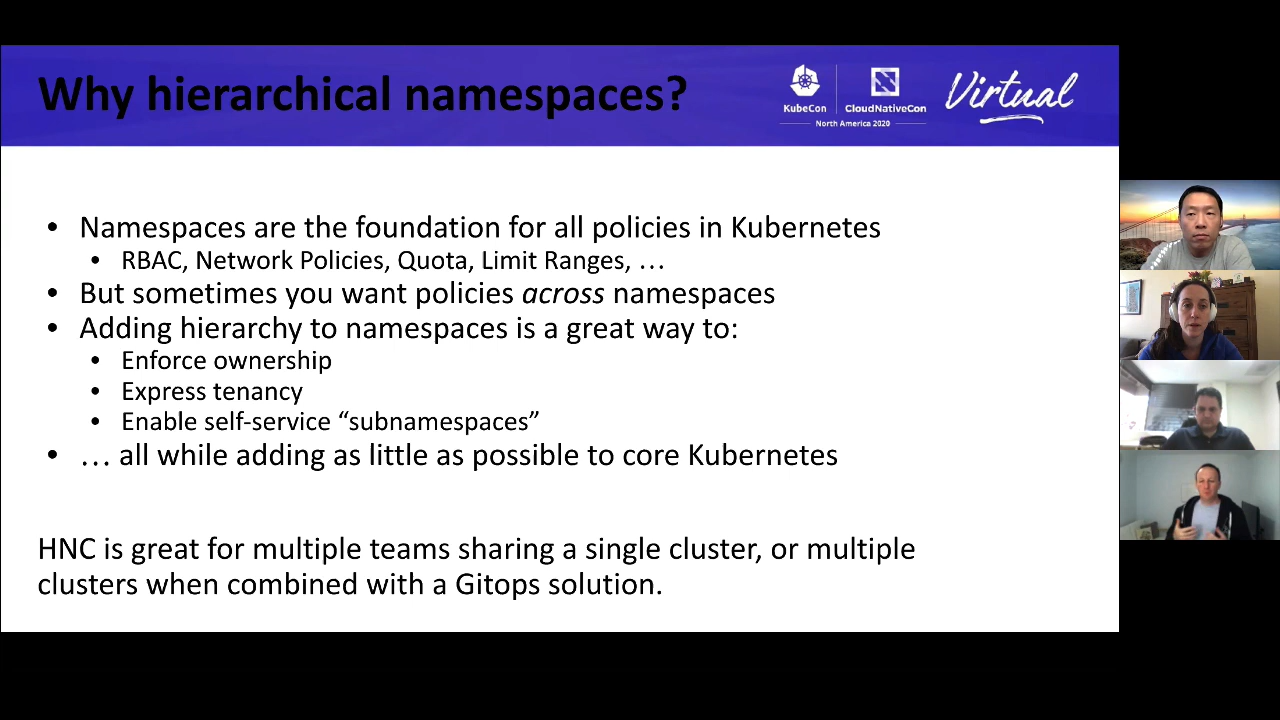 Why hierarchical namespaces?
KubeCon
CloudNativeCon
North America 2020
Virtual
• Namespaces are the foundation for all policies in Kubernetes
• RBAC, Network Policies, Quota, Limit Ranges, …
• But sometimes you want policies across namespaces
• Adding hierarchy to namespaces is a great way to:
• Enforce ownership
• Express tenancy
• Enable self-service “subnamespaces”
• … all while adding as little as possible to core Kubernetes
HNC is great for multiple teams sharing a single cluster, or multiple
clusters when combined with a Gitops solution.